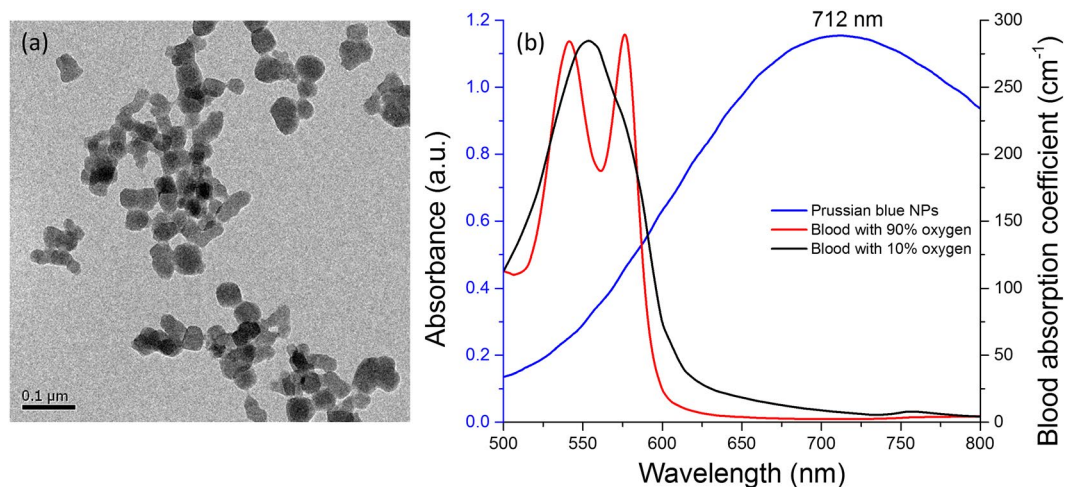 (a)
0.1 µm
(b)
712 nm
Absorbance (a.u.)
1.2
1.0
0.8
0.6
0.4
0.2
0.0
Prussian blue NPs
Blood with 90% oxygen
Blood with 10% oxygen
300
250
200
150
100
50
0
Blood absorption coefficient (cm⁻¹)
500 550 600 650 700 750 800
Wavelength (nm)